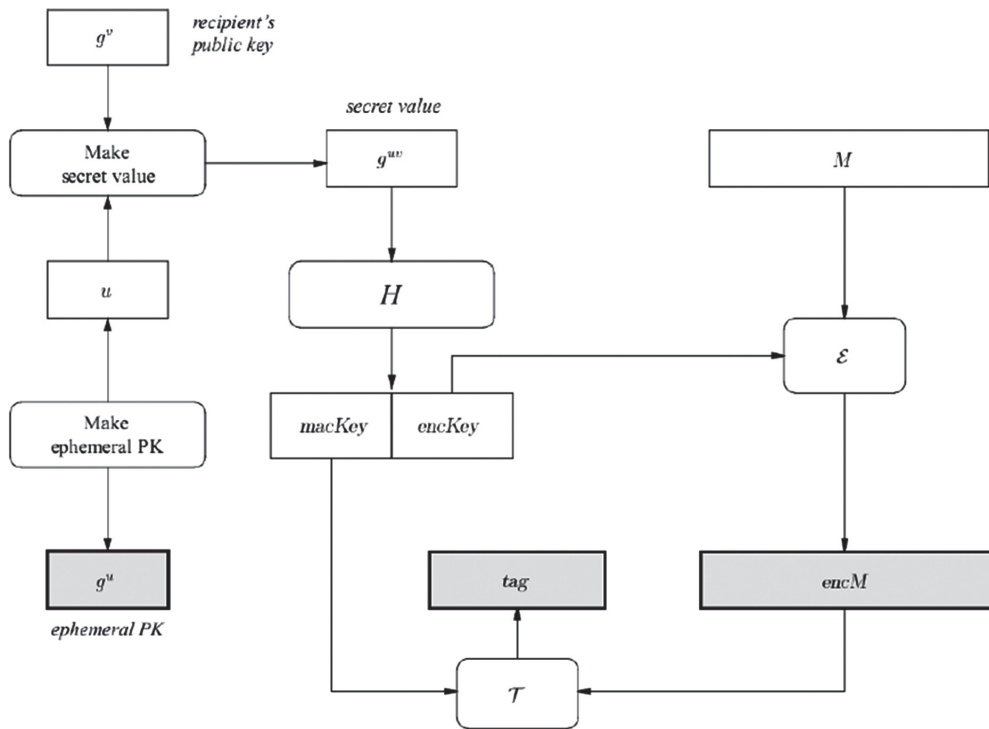 g^v
recipient's
public key
secret value
Make
secret value
g^{uv}
M
u
H
ℰ
Make
ephemeral PK
macKey
encKey
g^u
tag
encM
ephemeral PK
𝒯